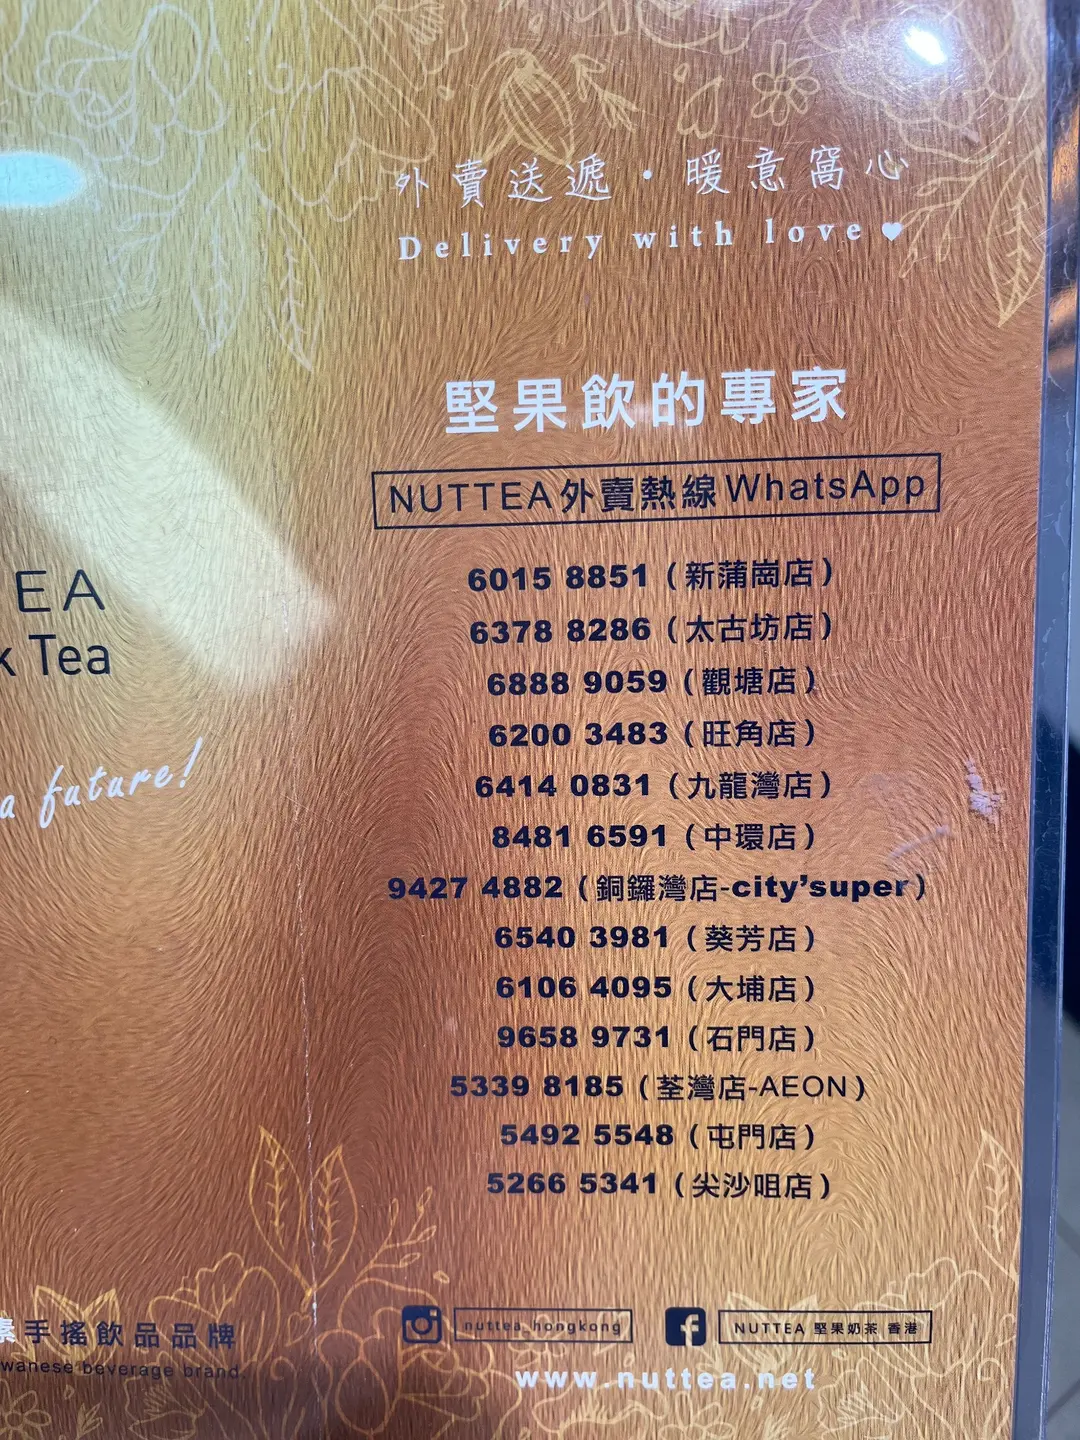 外賣送遞・暖意窩心
Delivery with love
堅果飲的專家
NUTTEA外賣熱線WhatsApp
6015 8851（新蒲崗店）
6378 8286（太古坊店）
6888 9059（觀塘店）
6200 3483（旺角店）
6414 0831（九龍灣店）
8481 6591（中環店）
9427 4882（銅鑼灣店-city’super）
6540 3981（葵芳店）
6106 4095（大埔店）
9658 9731（石門店）
5339 8185（荃灣店-AEON）
5492 5548（屯門店）
5266 5341（尖沙咀店）
TEA
k Tea
a future!
素手搖飲品品牌
wanese beverage brand.
nuttea_hongkong
NUTTEA 堅果奶茶 香港
www.nuttea.net